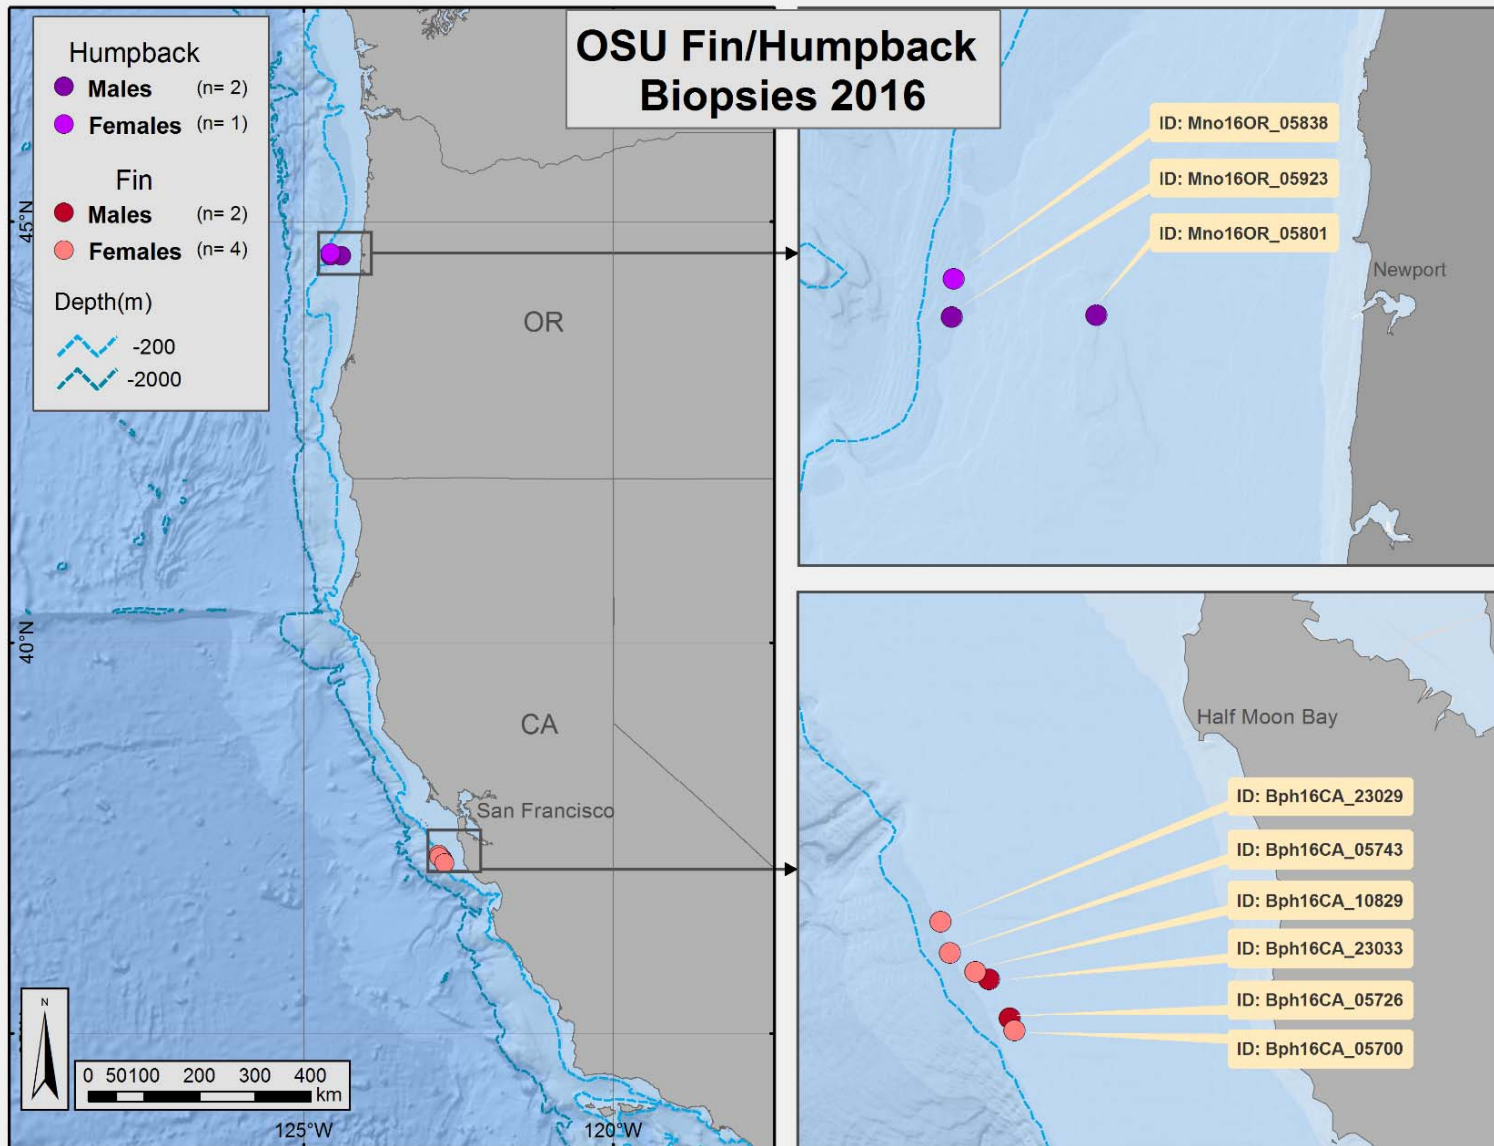 OSU Fin/Humpback
Biopsies 2016
Humpback
Males (n= 2)
Females (n= 1)
Fin
Males (n= 2)
Females (n= 4)
Depth(m)
-200
-2000
45°N
40°N
OR
CA
San Francisco
N
0 50 100 200 300 400
km
125°W
120°W
ID: Mno16OR_05838
ID: Mno16OR_05923
ID: Mno16OR_05801
Newport
Half Moon Bay
ID: Bph16CA_23029
ID: Bph16CA_05743
ID: Bph16CA_10829
ID: Bph16CA_23033
ID: Bph16CA_05726
ID: Bph16CA_05700